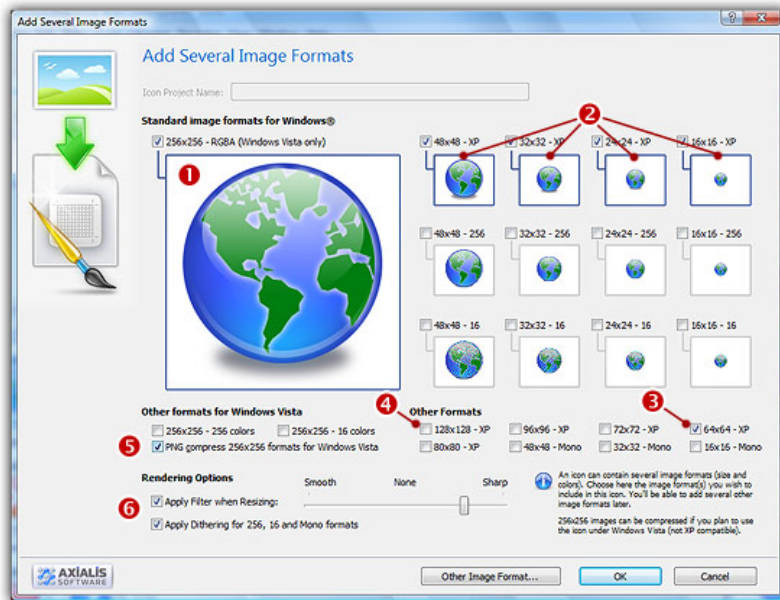 Add Several Image Formats
Add Several Image Formats
Icon Project Name:
Standard image formats for Windows®
256x256 - RGBA (Windows Vista only)
48x48 - XP
32x32 - XP
24x24 - XP
16x16 - XP
1
2
48x48 - 256
32x32 - 256
24x24 - 256
16x16 - 256
48x48 - 16
32x32 - 16
24x24 - 16
16x16 - 16
Other formats for Windows Vista
256x256 - 256 colors
256x256 - 16 colors
5
PNG compress 256x256 formats for Windows Vista
4
Other Formats
3
128x128 - XP
96x96 - XP
72x72 - XP
64x64 - XP
80x80 - XP
48x48 - Mono
32x32 - Mono
16x16 - Mono
Rendering Options
Smooth
None
Sharp
6
Apply Filter when Resizing:
Apply Dithering for 256, 16 and Mono formats
An icon can contain several image formats (size and
colors). Choose here the image format(s) you wish to
include in this icon. You'll be able to add several other
image formats later.
256x256 images can be compressed if you plan to use
the icon under Windows Vista (not XP compatible).
AXIALIS
SOFTWARE
Other Image Format...
OK
Cancel